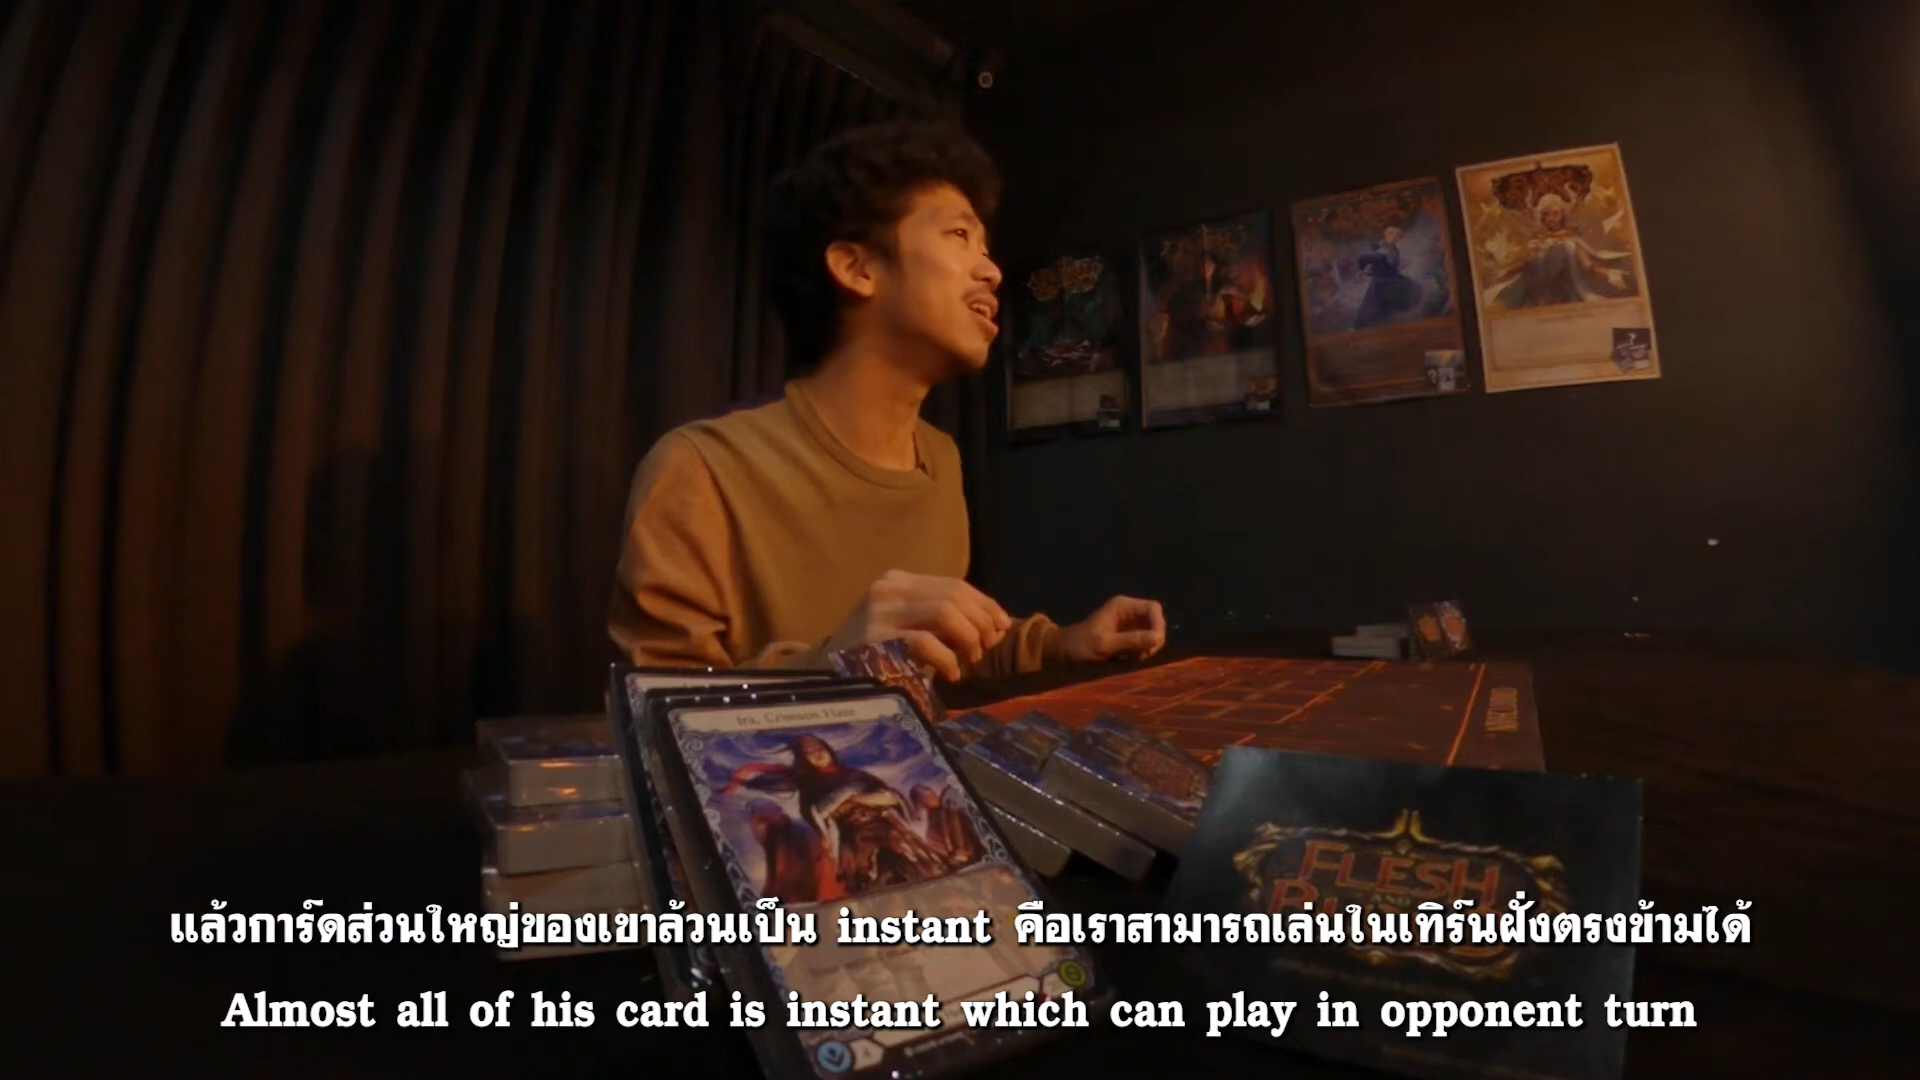 Ira, Crimson Haze
FLESH
แล้วการ์ดส่วนใหญ่ของเขาล้วนเป็น instant คือเราสามารถเล่นในเทิร์นฝั่งตรงข้ามได้
Almost all of his card is instant which can play in opponent turn